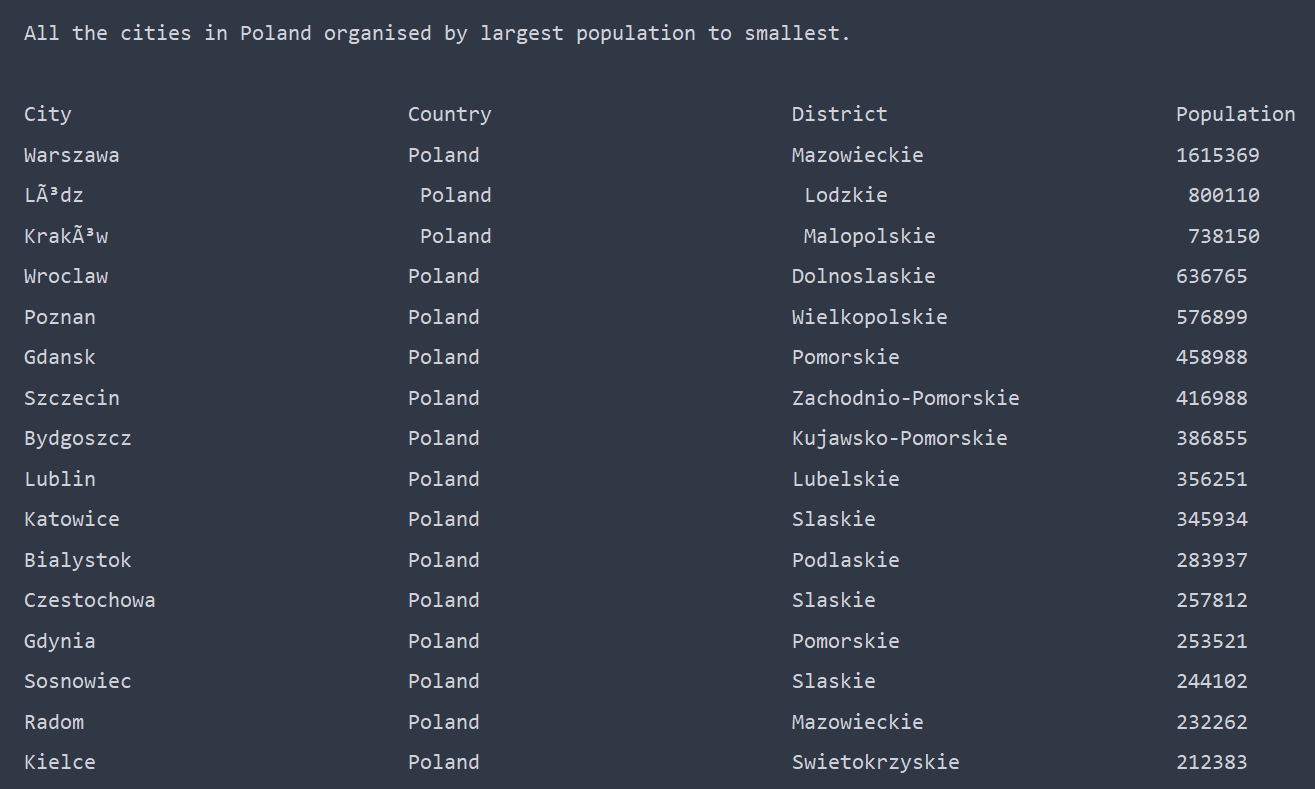 All the cities in Poland organised by largest population to smallest.
City Country District Population
Warszawa Poland Mazowieckie 1615369
LÃ³dz Poland Lodzkie 800110
KrakÃ³w Poland Malopolskie 738150
Wroclaw Poland Dolnoslaskie 636765
Poznan Poland Wielkopolskie 576899
Gdansk Poland Pomorskie 458988
Szczecin Poland Zachodnio-Pomorskie 416988
Bydgoszcz Poland Kujawsko-Pomorskie 386855
Lublin Poland Lubelskie 356251
Katowice Poland Slaskie 345934
Bialystok Poland Podlaskie 283937
Czestochowa Poland Slaskie 257812
Gdynia Poland Pomorskie 253521
Sosnowiec Poland Slaskie 244102
Radom Poland Mazowieckie 232262
Kielce Poland Swietokrzyskie 212383